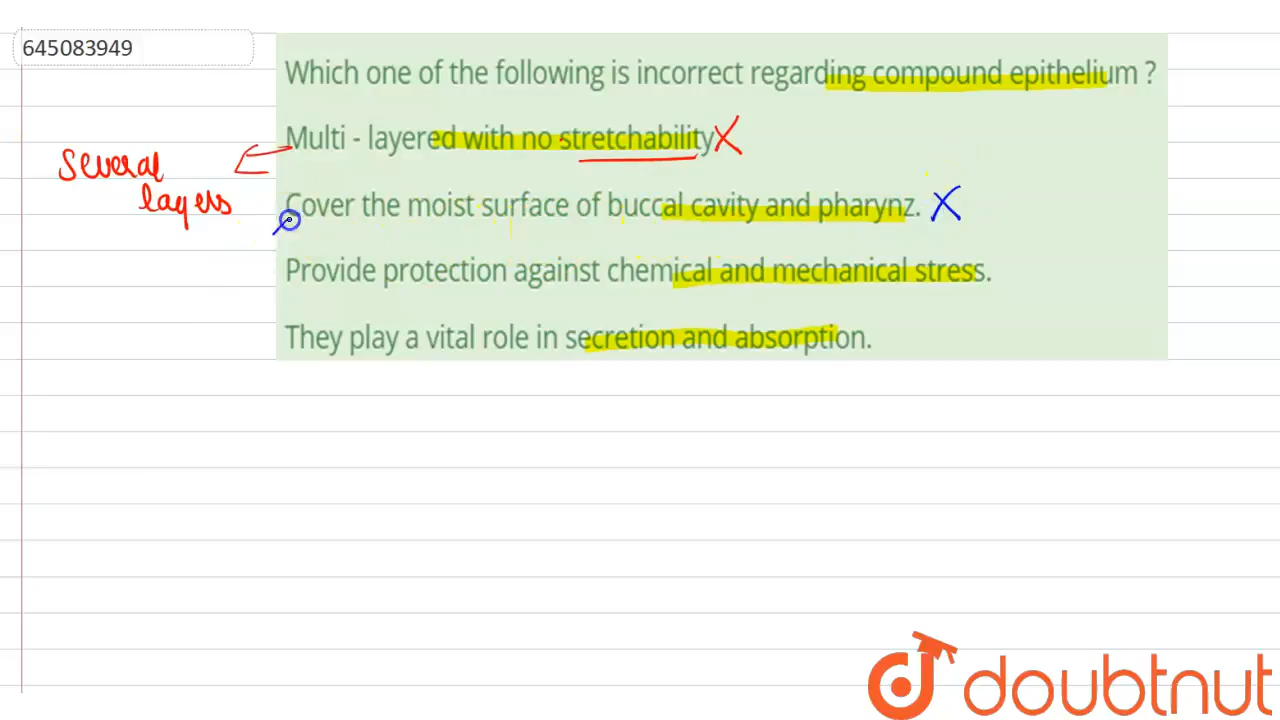 645083949
Which one of the following is incorrect regarding compound epithelium ?
Multi - layered with no stretchability X
Several
layers
Cover the moist surface of buccal cavity and pharynz. X
Provide protection against chemical and mechanical stress.
They play a vital role in secretion and absorption.
doubtnut